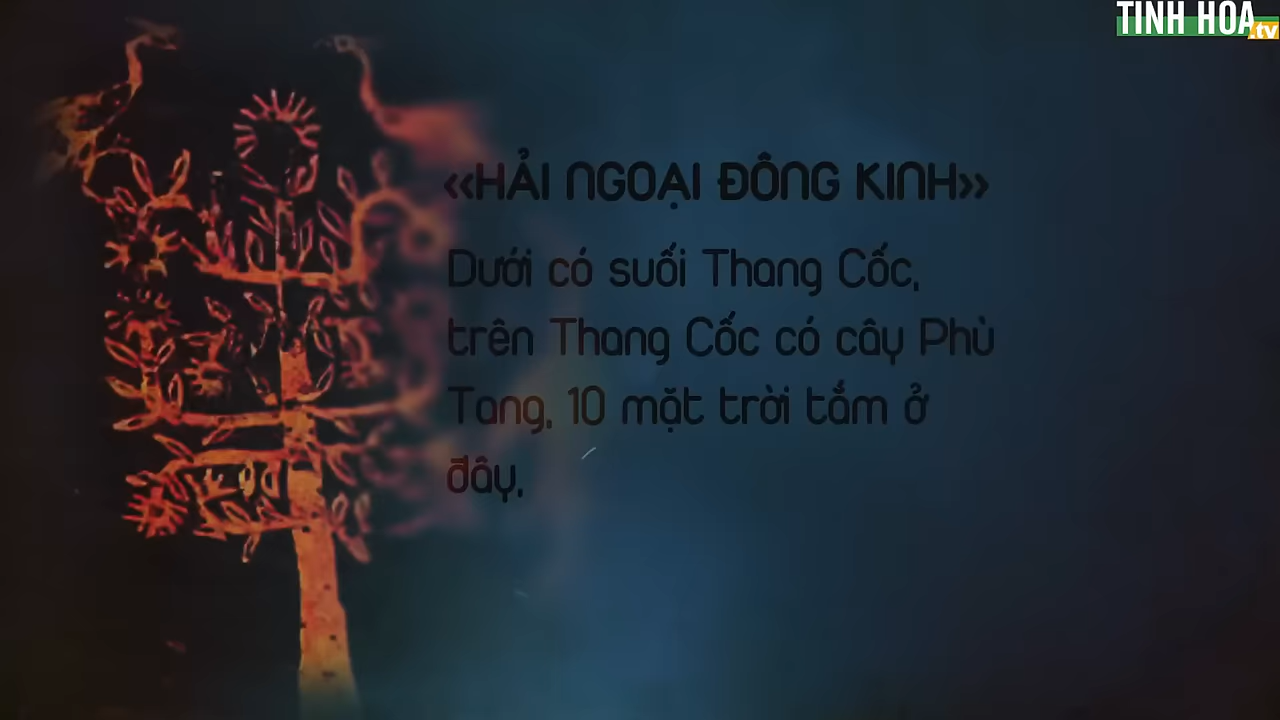 TINH HOA
.tv
‹‹HẢI NGOẠI ĐÔNG KINH››
Dưới có suối Thang Cốc,
trên Thang Cốc có cây Phù
Tang, 10 mặt trời tắm ở
đây,